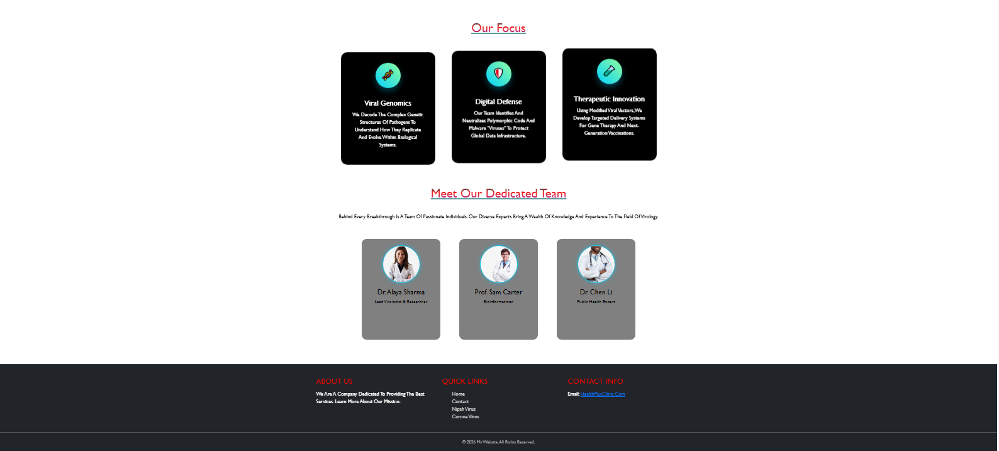 Our Focus
Viral Genomics
We Decode The Complex Genetic
Structures Of Pathogens To
Understand How They Replicate
And Evolve Within Biological
Systems.
Digital Defense
Our Team Identifies And
Neutralizes Polymorphic Code And
Malware "Viruses" To Protect
Global Data Infrastructure.
Therapeutic Innovation
Using Modified Viral Vectors, We
Develop Targeted Delivery Systems
For Gene Therapy And Next-
Generation Vaccinations.
Meet Our Dedicated Team
Behind Every Breakthrough Is A Team Of Passionate Individuals. Our Diverse Experts Bring A Wealth Of Knowledge And Experience To The Field Of Virology.
Dr. Alaya Sharma
Lead Virologist & Researcher
Prof. Sam Carter
Bioinformatician
Dr. Chen Li
Public Health Expert
ABOUT US
We Are A Company Dedicated To Providing The Best
Services. Learn More About Our Mission.
QUICK LINKS
Home
Contact
Nipah Virus
Corona Virus
CONTACT INFO
Email: HealthPlusClinic.Com
© 2026 My Website. All Rights Reserved.